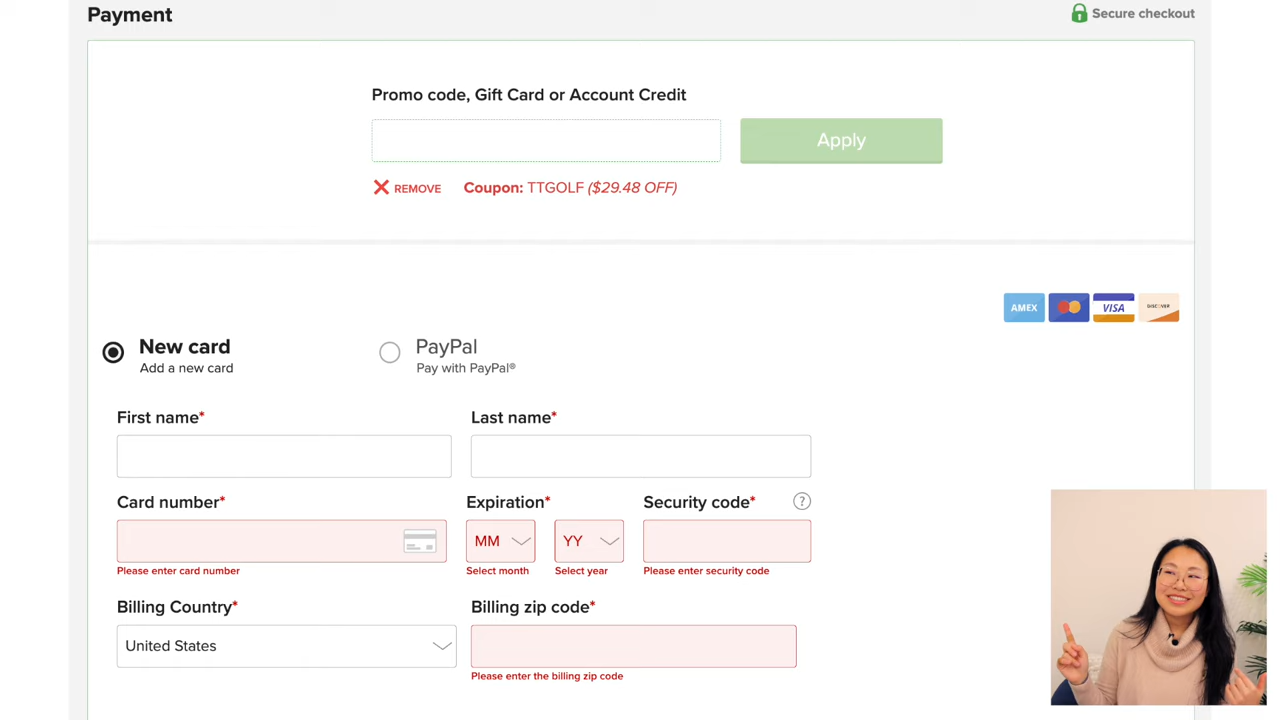 Payment
Secure checkout
Promo code, Gift Card or Account Credit
Apply
REMOVE Coupon: TTGOLF ($29.48 OFF)
AMEX VISA DISCOVER
New card PayPal
Add a new card Pay with PayPal®
First name* Last name*
Card number* Expiration* Security code* ?
MM YY
Please enter card number Select month Select year Please enter security code
Billing Country* Billing zip code*
United States
Please enter the billing zip code